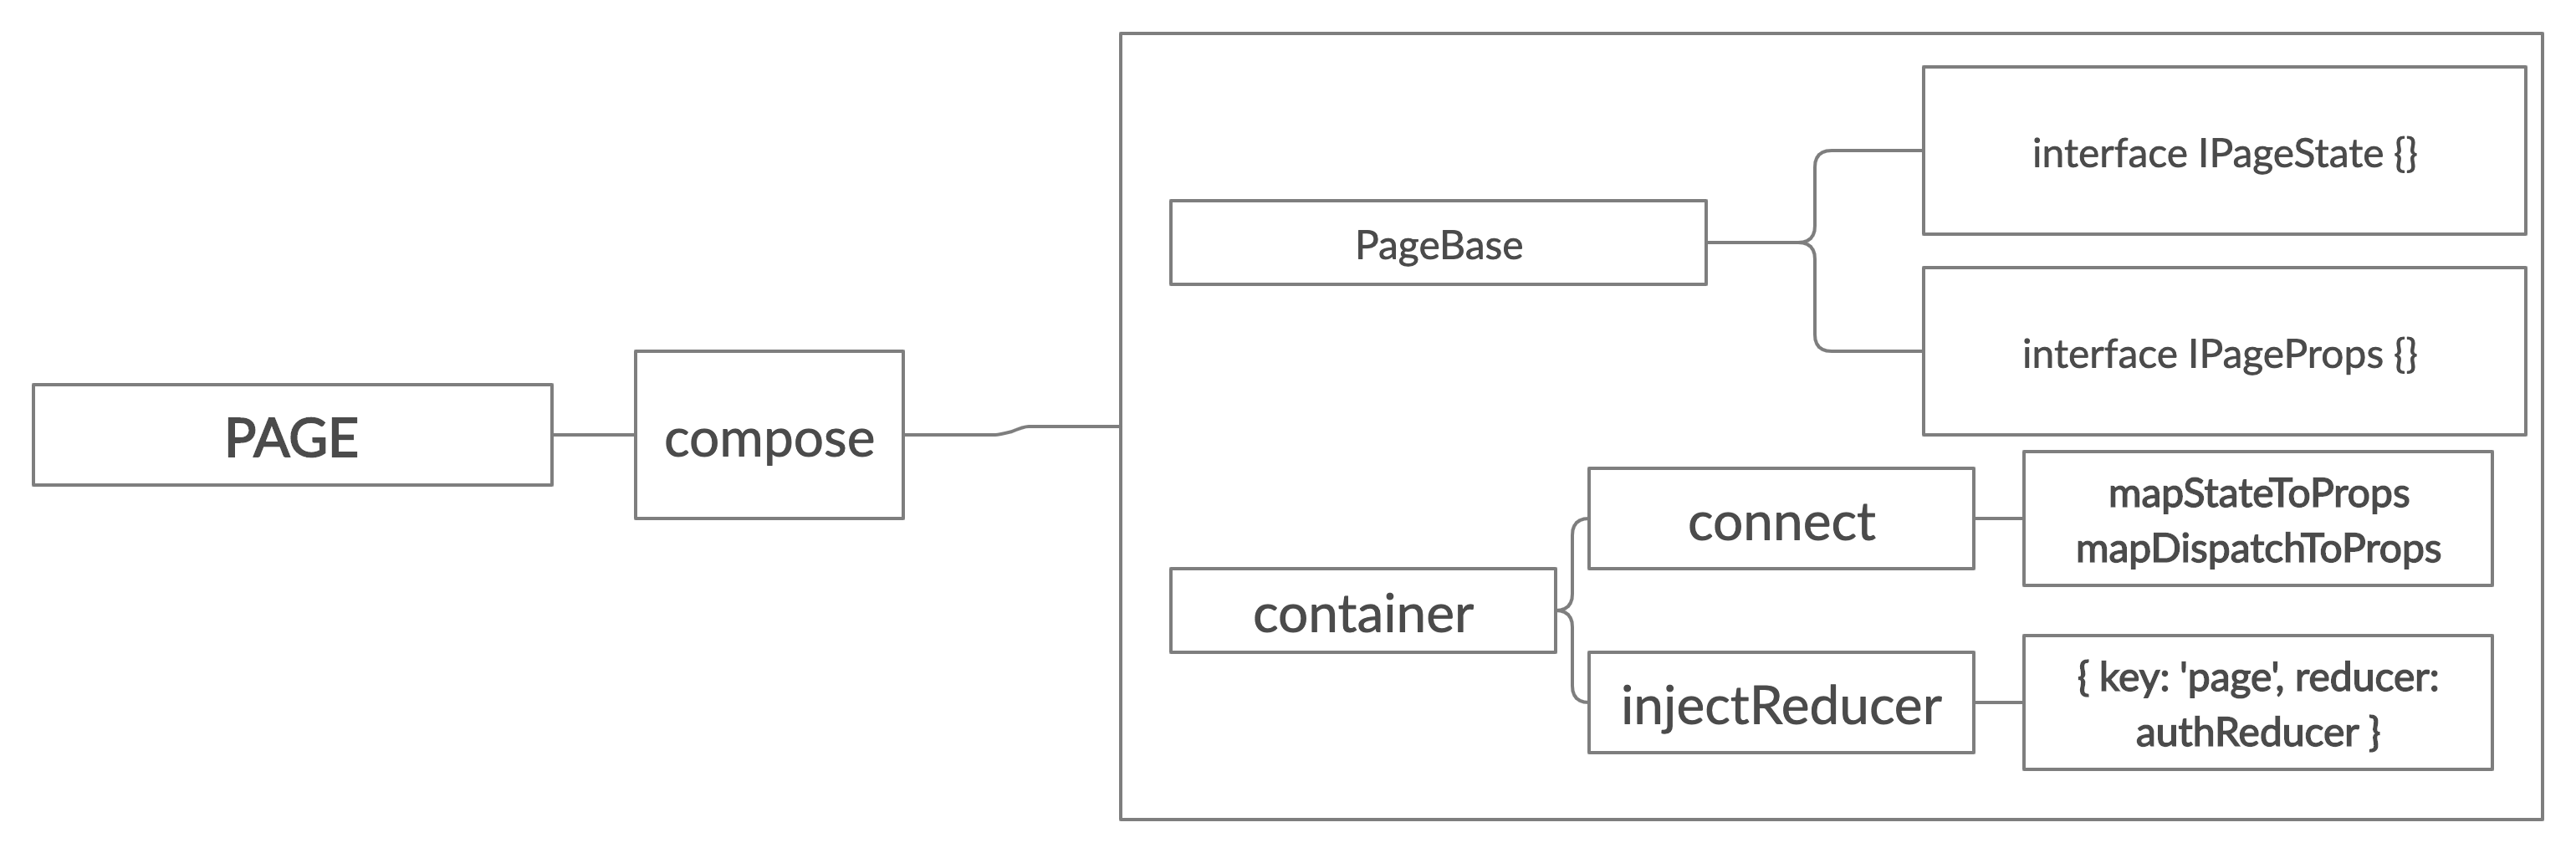 PAGE
compose
PageBase
interface IPageState {}
interface IPageProps {}
container
connect
mapStateToProps
mapDispatchToProps
injectReducer
{ key: 'page', reducer:
authReducer }